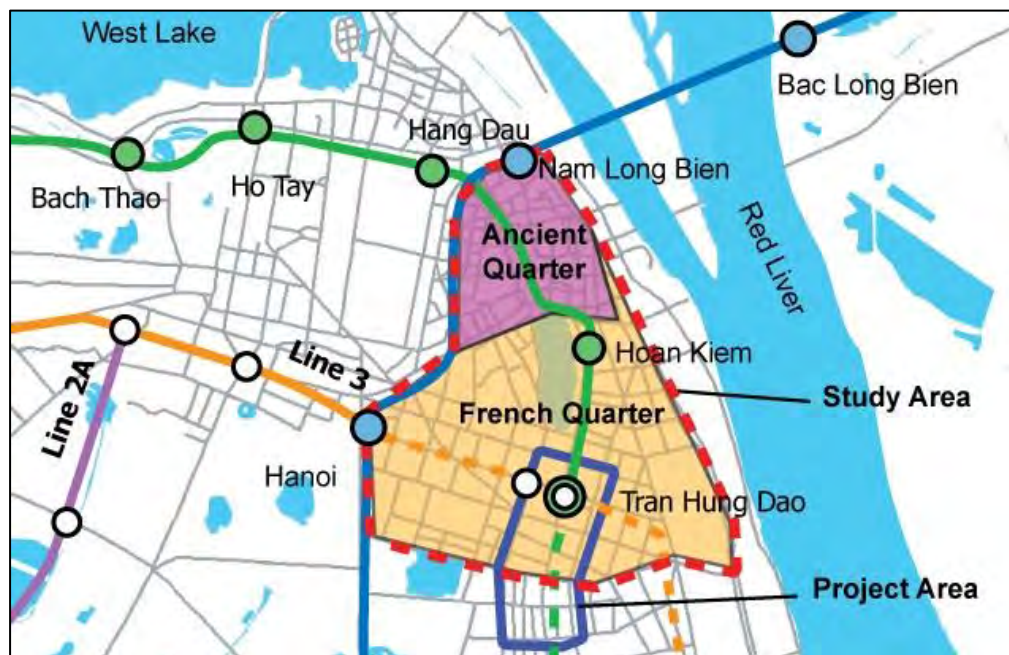 West Lake
Bac Long Bien
Hang Dau
Nam Long Bien
Bach Thao
Ho Tay
Ancient
Quarter
Red Liver
Line 3
Hoan Kiem
Line 2A
Study Area
French Quarter
Hanoi
Tran Hung Dao
Project Area